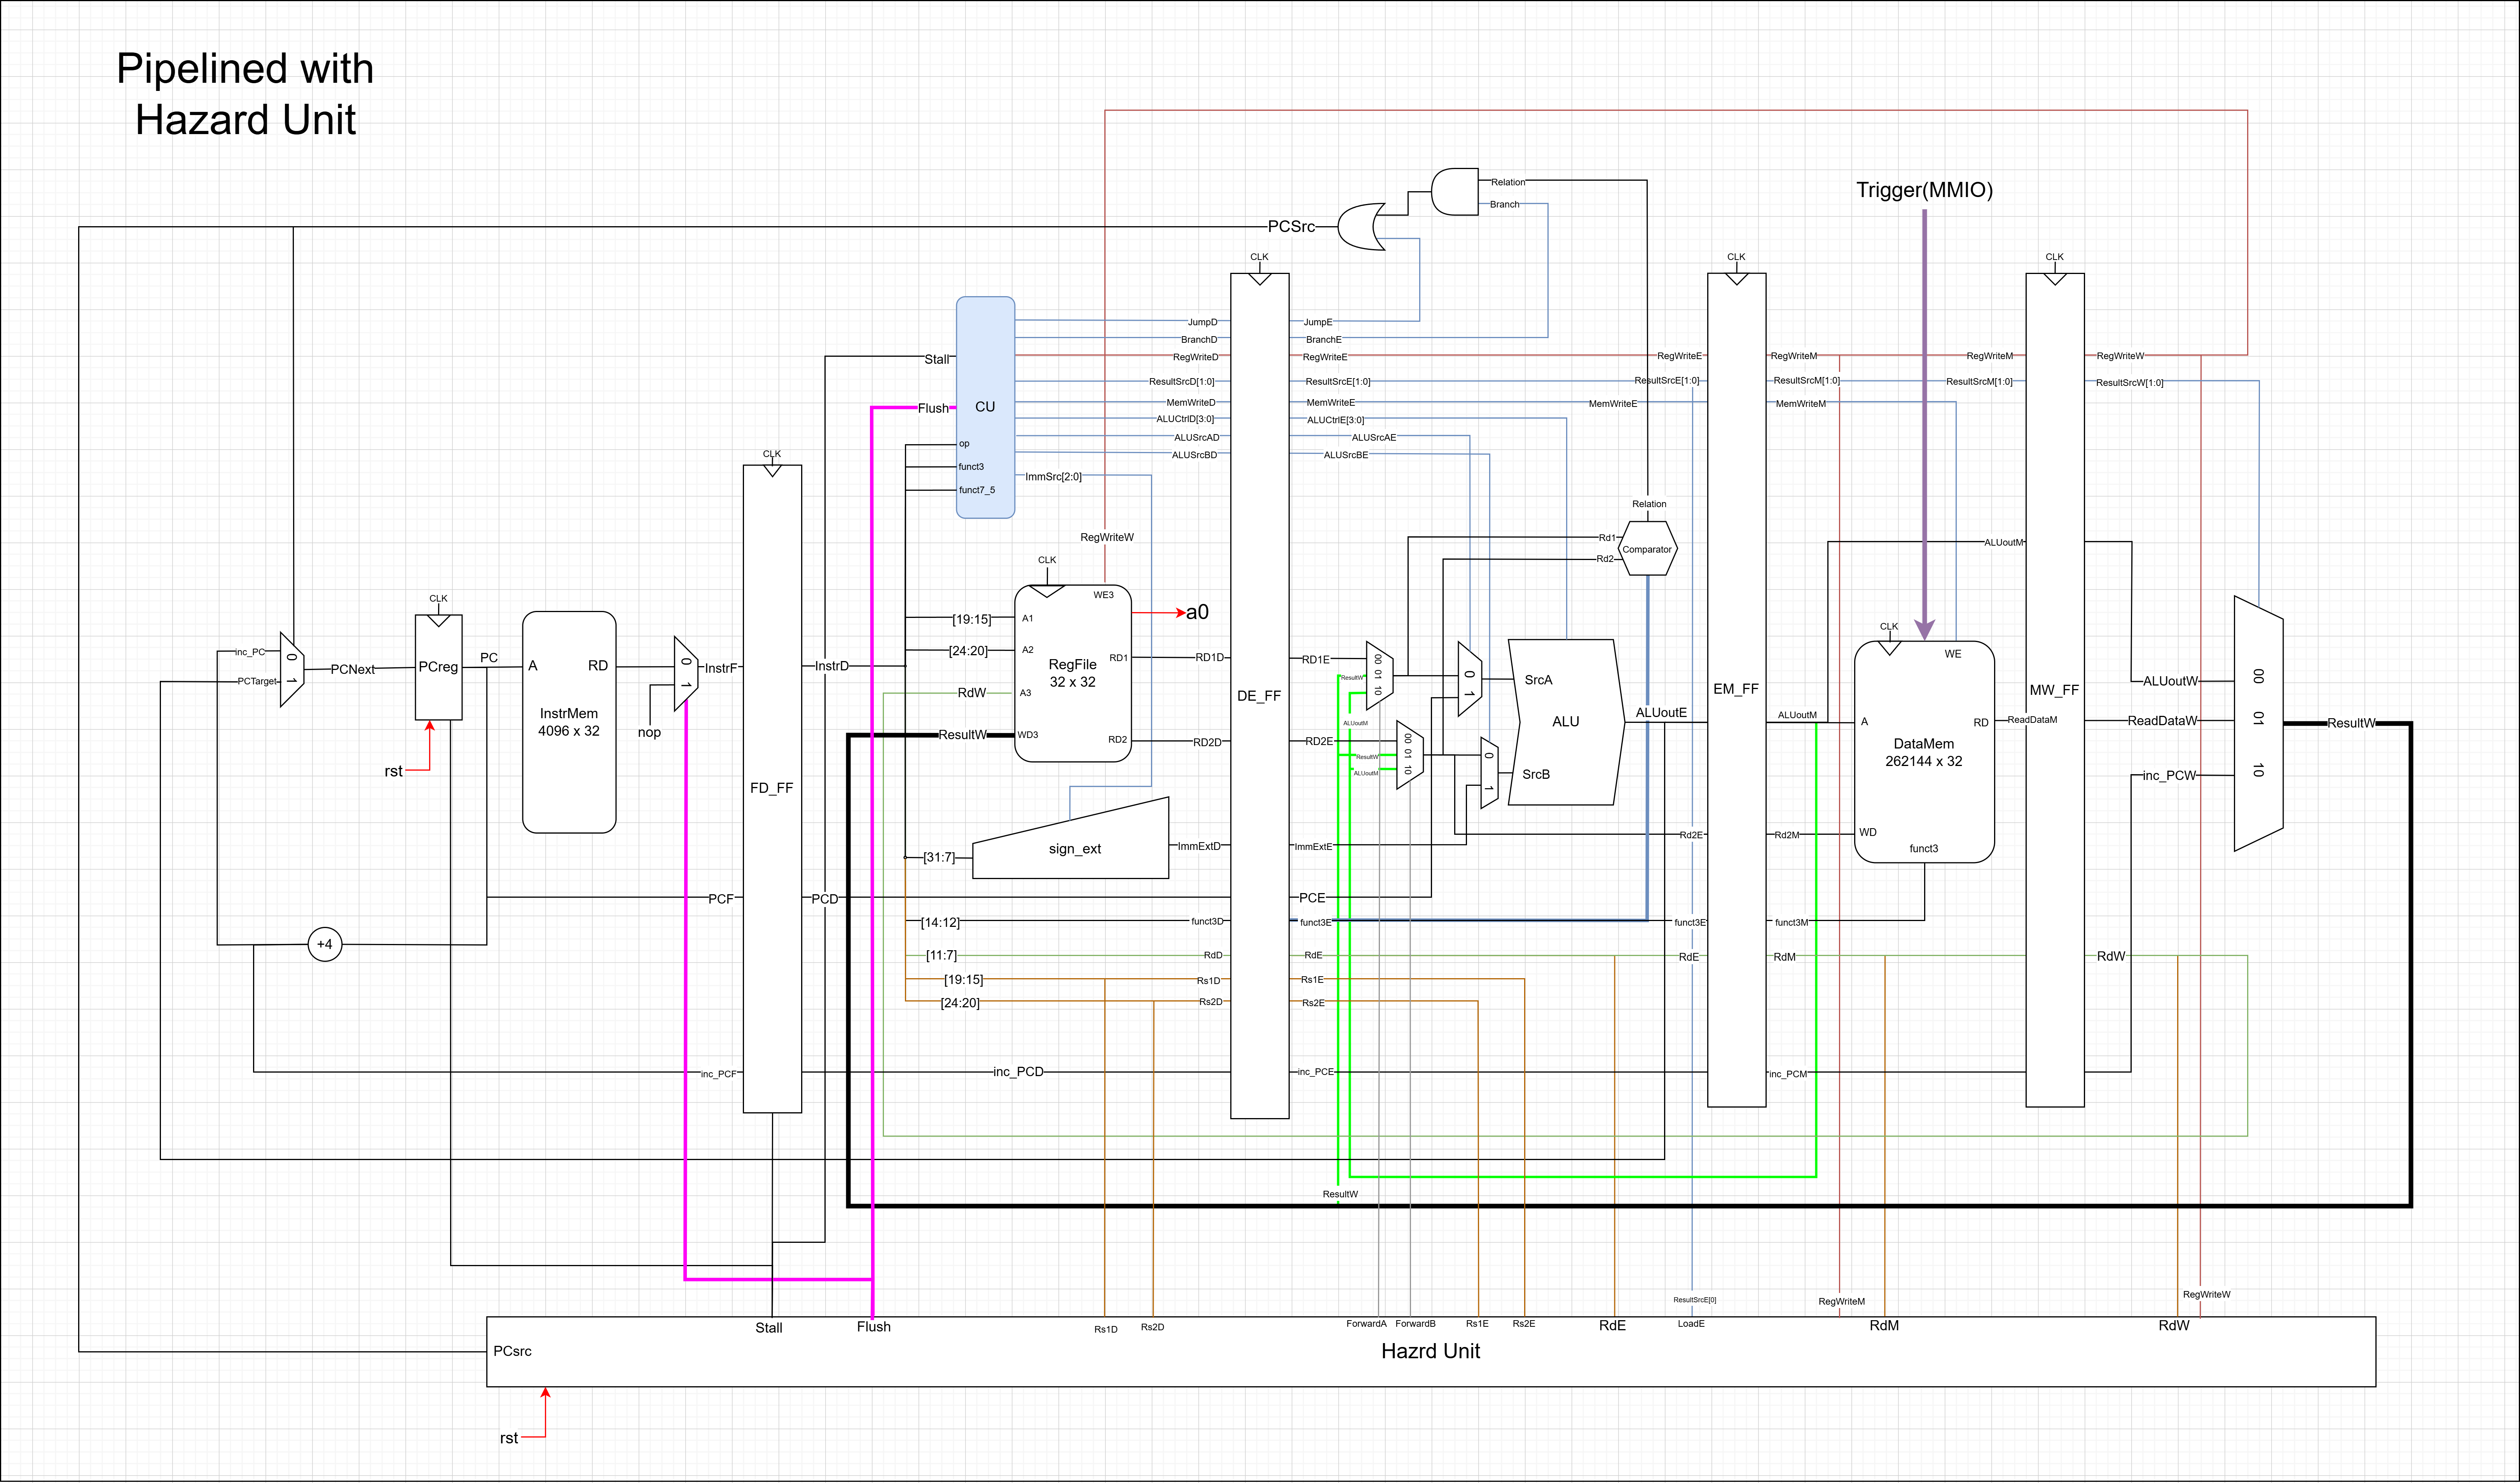 Pipelined with
Hazard Unit
Relation
Branch
PCSrc
Trigger(MMIO)
CLK
CLK
CLK
JumpD
JumpE
BranchD
BranchE
Stall
RegWriteD
RegWriteE
RegWriteE
RegWriteM
RegWriteM
RegWriteW
ResultSrcD[1:0]
ResultSrcE[1:0]
ResultSrcE[1:0]
ResultSrcM[1:0]
ResultSrcM[1:0]
ResultSrcW[1:0]
Flush
CU
MemWriteD
MemWriteE
MemWriteE
MemWriteM
ALUCtrlD[3:0]
ALUCtrlE[3:0]
op
ALUSrcAD
ALUSrcAE
CLK
ALUSrcBD
ALUSrcBE
funct3
ImmSrc[2:0]
funct7_5
Relation
RegWriteW
Rd1
Comparator
Rd2
ALUoutM
CLK
WE3
CLK
a0
[19:15]
A1
CLK
inc_PC
0
PCNext
PCreg
PC
A
RD
0
InstrF
InstrD
[24:20]
A2
RegFile
32 x 32
RD1
RD1D
RD1E
00 01 10
0
SrcA
WE
PCTarget
1
1
RdW
A3
DE_FF
ResultW
1
EM_FF
MW_FF
ALUoutW
00
InstrMem
4096 x 32
nop
ResultW
WD3
RD2
RD2D
RD2E
ALUoutM
00 01 10
ALU
ALUoutE
ALUoutM
A
RD
ReadDataM
ReadDataW
01
ResultW
DataMem
262144 x 32
ResultW
0
rst
ALUoutM
SrcB
inc_PCW
10
FD_FF
1
Rd2E
Rd2M
WD
[31:7]
sign_ext
ImmExtD
ImmExtE
funct3
PCF
PCD
PCE
[14:12]
funct3D
funct3E
funct3E
funct3M
+4
[11:7]
RdD
RdE
RdE
RdM
RdW
[19:15]
Rs1D
Rs1E
[24:20]
Rs2D
Rs2E
inc_PCF
inc_PCD
inc_PCE
inc_PCM
ResultW
ResultSrcE[0]
RegWriteM
RegWriteW
Stall
Flush
Rs1D
Rs2D
ForwardA
ForwardB
Rs1E
Rs2E
RdE
LoadE
RdM
RdW
PCsrc
Hazrd Unit
rst